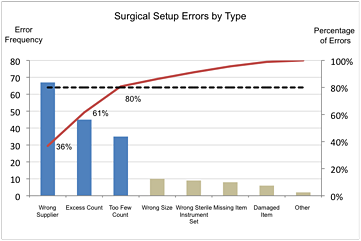 Surgical Setup Errors by Type
Error
Frequency
Percentage
of Errors
80
70
60
50
40
30
20
10
0
100%
80%
60%
40%
20%
0%
36%
61%
80%
Wrong
Supplier
Excess Count
Too Few
Count
Wrong Size
Wrong Sterile
Instrument
Set
Missing Item
Damaged
Item
Other